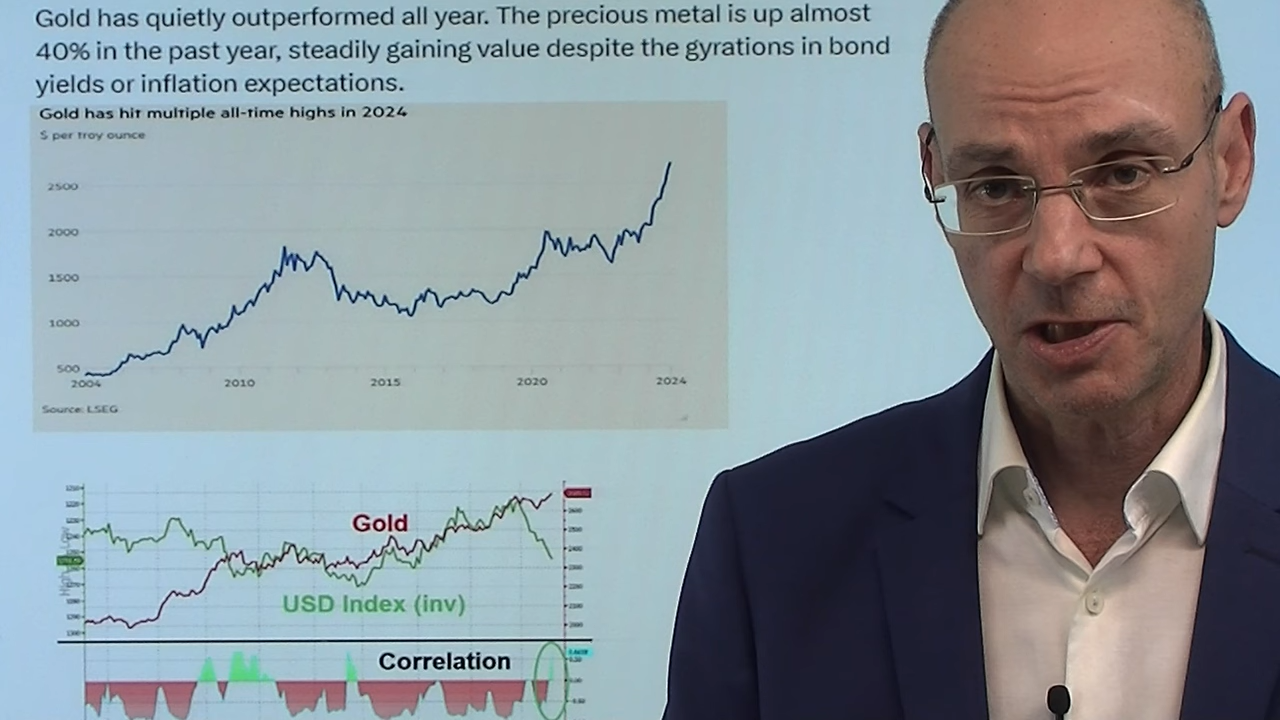 Gold has quietly outperformed all year. The precious metal is up almost
40% in the past year, steadily gaining value despite the gyrations in bond
yields or inflation expectations.
Gold has hit multiple all-time highs in 2024
$ per troy ounce
2500
2000
1500
1000
500
2004 2010 2015 2020 2024
Source: LSEG
Gold
USD Index (inv)
Correlation